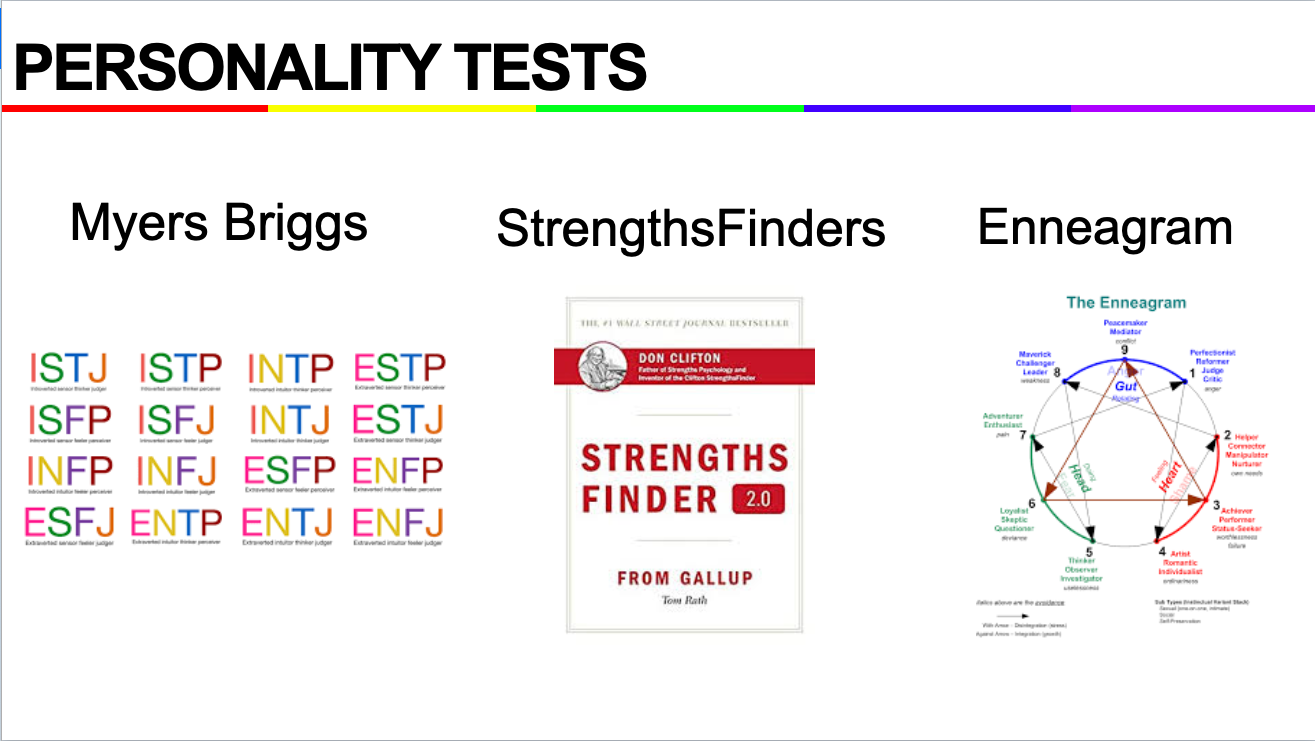 PERSONALITY TESTS
Myers Briggs
StrengthsFinders
Enneagram
ISTJ
Introverted sensor thinker judger
ISTP
Introverted sensor thinker perceiver
INTP
Introverted intuitor thinker perceiver
ESTP
Extraverted sensor thinker perceiver
ISFP
Introverted sensor feeler perceiver
ISFJ
Introverted sensor feeler judger
INTJ
Introverted intuitor thinker judger
ESTJ
Extraverted sensor thinker judger
INFP
Introverted intuitor feeler perceiver
INFJ
Introverted intuitor feeler judger
ESFP
Extraverted sensor feeler perceiver
ENFP
Extraverted intuitor feeler perceiver
ESFJ
Extraverted sensor feeler judger
ENTP
Extraverted intuitor thinker perceiver
ENTJ
Extraverted intuitor thinker judger
ENFJ
Extraverted intuitor feeler judger
THE #1 WALL STREET JOURNAL BESTSELLER
DON CLIFTON
Father of Strengths Psychology and
Inventor of the Clifton StrengthsFinder
STRENGTHS
FINDER 2.0
FROM GALLUP
Tom Rath
The Enneagram
Peacemaker
Mediator
conflict
9
Maverick
Challenger
Leader
weakness
8
Perfectionist
Reformer
Judge
Critic
anger
1
Anger
Gut
Adventurer
Enthusiast
pain
7
2 Helper
Connector
Manipulator
Nurturer
own needs
Doing
Head
Fear
Feeling
Heart
Shame
6
Loyalist
Skeptic
Questioner
deviance
3
Achiever
Performer
Status-Seeker
worthlessness
failure
5
Thinker
Observer
Investigator
uselessness
4 Artist
Romantic
Individualist
ordinariness
Italics above are the avoidance
With Arrow - Disintegration (stress)
Against Arrow - Integration (growth)
Sub Types (Instinctual Variant Stack)
Sexual (one-on-one, intimate)
Social
Self-Preservation